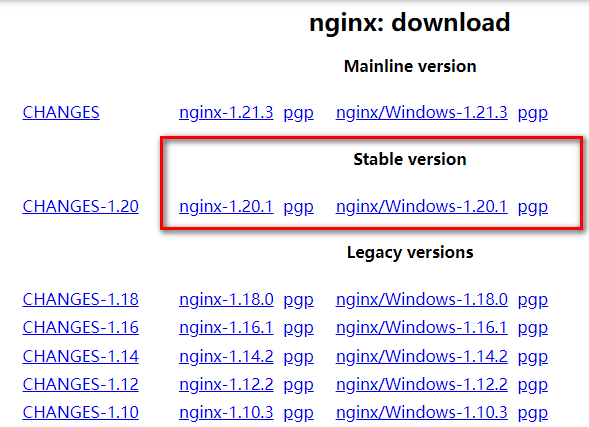 nginx: download
Mainline version
CHANGES nginx-1.21.3 pgp nginx/Windows-1.21.3 pgp
Stable version
CHANGES-1.20 nginx-1.20.1 pgp nginx/Windows-1.20.1 pgp
Legacy versions
CHANGES-1.18 nginx-1.18.0 pgp nginx/Windows-1.18.0 pgp
CHANGES-1.16 nginx-1.16.1 pgp nginx/Windows-1.16.1 pgp
CHANGES-1.14 nginx-1.14.2 pgp nginx/Windows-1.14.2 pgp
CHANGES-1.12 nginx-1.12.2 pgp nginx/Windows-1.12.2 pgp
CHANGES-1.10 nginx-1.10.3 pgp nginx/Windows-1.10.3 pgp